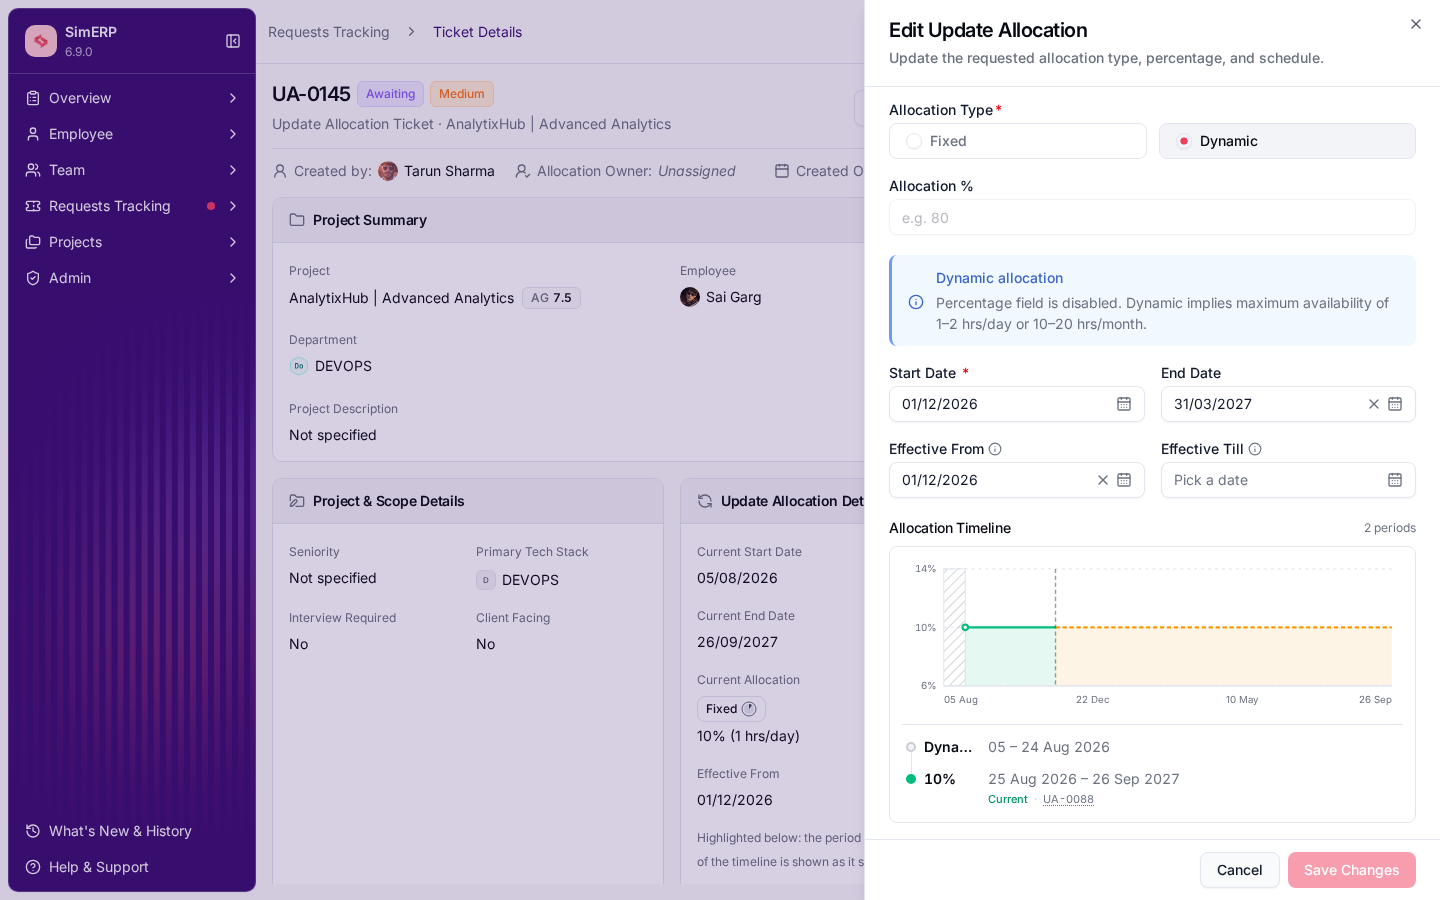 SimERP
6.9.0
Overview
Employee
Team
Requests Tracking
Projects
Admin
What's New & History
Help & Support
Requests Tracking
Ticket Details
UA-0145
Awaiting
Medium
Update Allocation Ticket · AnalytixHub | Advanced Analytics
Created by: Tarun Sharma
Allocation Owner: Unassigned
Created O
Project Summary
Project
AnalytixHub | Advanced Analytics AG 7.5
Employee
Sai Garg
Department
Do DEVOPS
Project Description
Not specified
Project & Scope Details
Seniority
Not specified
Primary Tech Stack
D DEVOPS
Interview Required
No
Client Facing
No
Update Allocation Det
Current Start Date
05/08/2026
Current End Date
26/09/2027
Current Allocation
Fixed
10% (1 hrs/day)
Effective From
01/12/2026
Highlighted below: the period
of the timeline is shown as it s
Edit Update Allocation
Update the requested allocation type, percentage, and schedule.
Allocation Type*
Fixed
Dynamic
Allocation %
e.g. 80
Dynamic allocation
Percentage field is disabled. Dynamic implies maximum availability of
1–2 hrs/day or 10–20 hrs/month.
Start Date *
01/12/2026
End Date
31/03/2027
Effective From
01/12/2026
Effective Till
Pick a date
Allocation Timeline
2 periods
14%
10%
6%
05 Aug
22 Dec
10 May
26 Sep
Dyna... 05 – 24 Aug 2026
10% 25 Aug 2026 – 26 Sep 2027
Current · UA-0088
Cancel
Save Changes